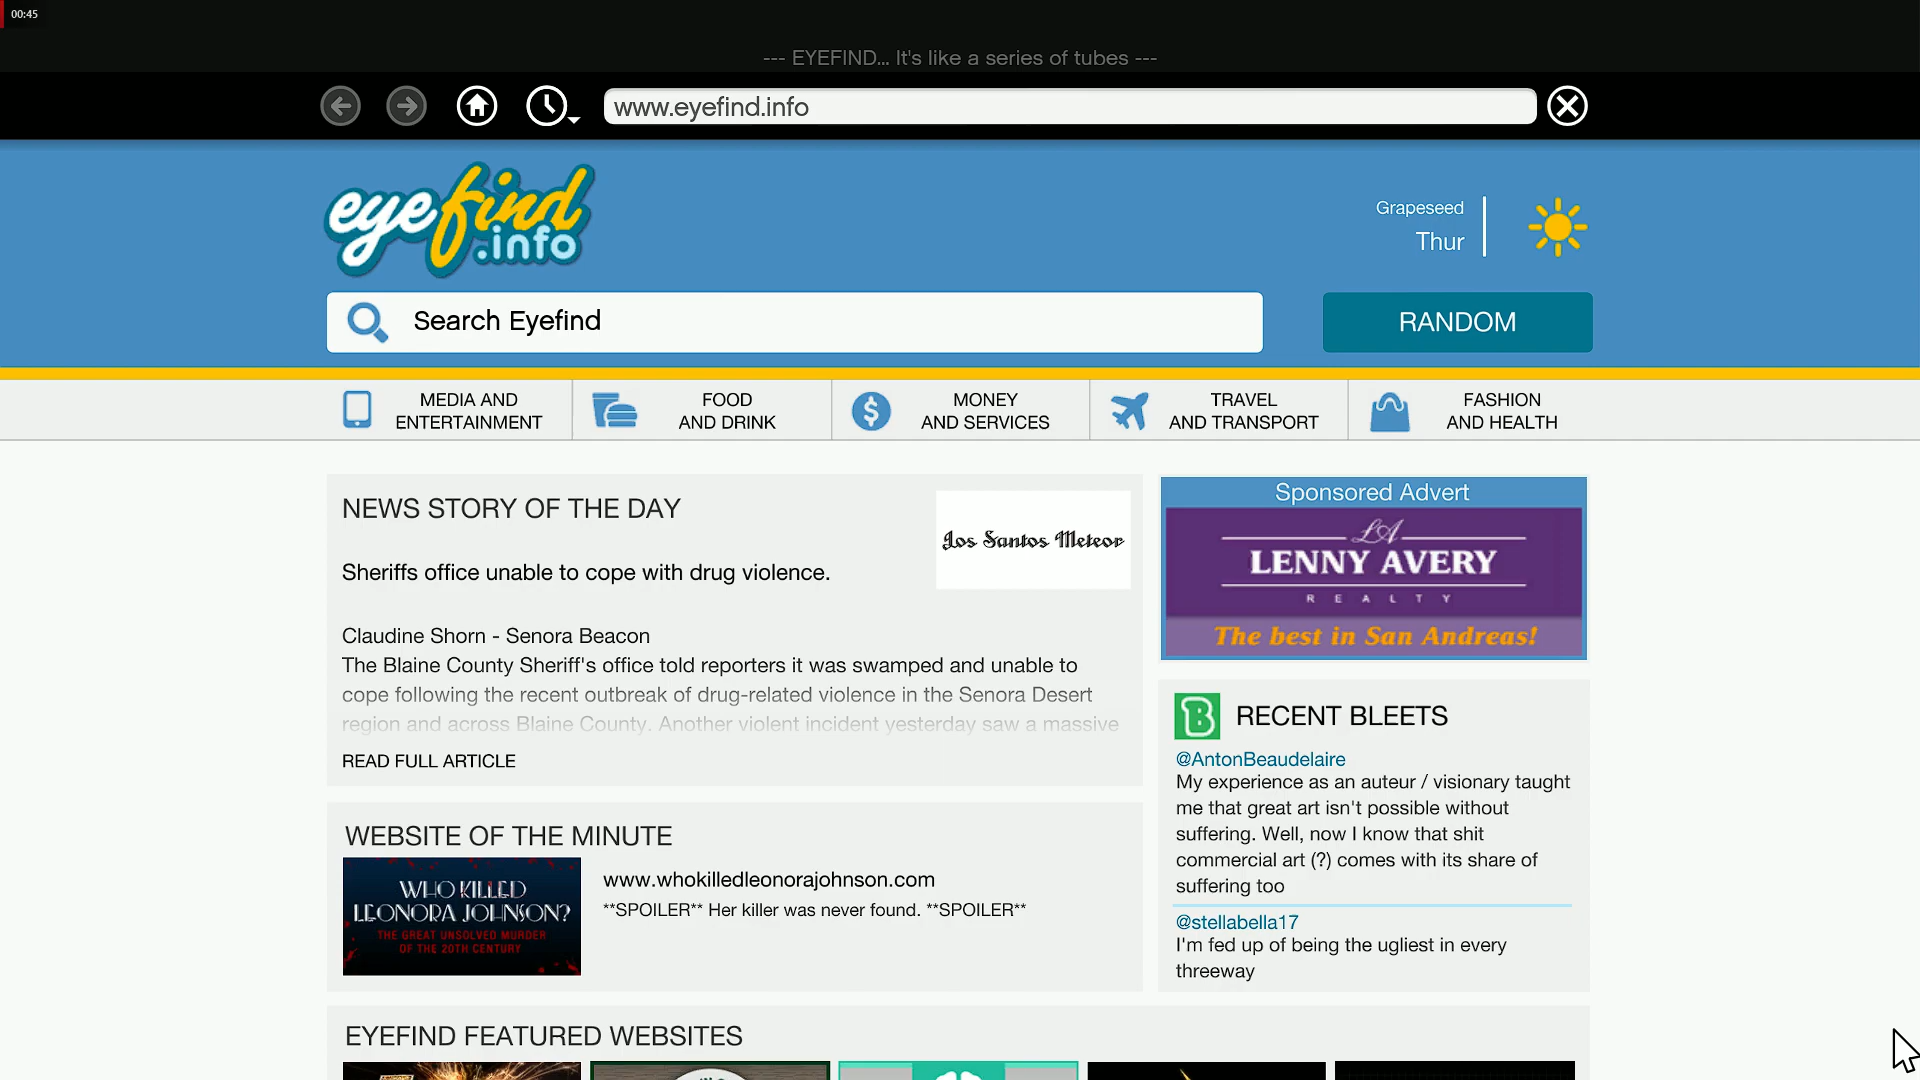 00:45
--- EYEFIND... It's like a series of tubes ---
www.eyefind.info
eyefind
.info
Grapeseed
Thur
Search Eyefind
RANDOM
MEDIA AND
ENTERTAINMENT
FOOD
AND DRINK
MONEY
AND SERVICES
TRAVEL
AND TRANSPORT
FASHION
AND HEALTH
NEWS STORY OF THE DAY
Los Santos Meteor
Sheriffs office unable to cope with drug violence.
Claudine Shorn - Senora Beacon
The Blaine County Sheriff's office told reporters it was swamped and unable to
cope following the recent outbreak of drug-related violence in the Senora Desert
region and across Blaine County. Another violent incident yesterday saw a massive
READ FULL ARTICLE
Sponsored Advert
LA
LENNY AVERY
REALTY
The best in San Andreas!
B
RECENT BLEETS
@AntonBeaudelaire
My experience as an auteur / visionary taught
me that great art isn't possible without
suffering. Well, now I know that shit
commercial art (?) comes with its share of
suffering too
@stellabella17
I'm fed up of being the ugliest in every
threeway
WEBSITE OF THE MINUTE
WHO KILLED
LEONORA JOHNSON?
THE GREAT UNSOLVED MURDER
OF THE 20TH CENTURY
www.whokilledleonorajohnson.com
**SPOILER** Her killer was never found. **SPOILER**
EYEFIND FEATURED WEBSITES